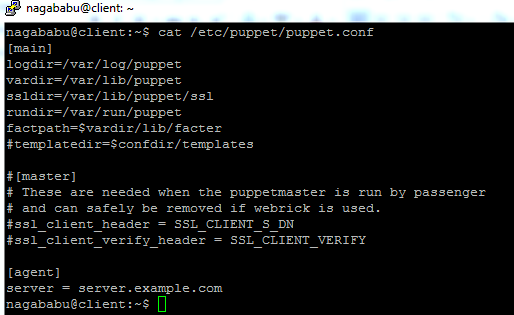 nagababu@client: ~
nagababu@client:~$ cat /etc/puppet/puppet.conf
[main]
logdir=/var/log/puppet
vardir=/var/lib/puppet
ssldir=/var/lib/puppet/ssl
rundir=/var/run/puppet
factpath=$vardir/lib/facter
#templatedir=$confdir/templates

#[master]
# These are needed when the puppetmaster is run by passenger
# and can safely be removed if webrick is used.
#ssl_client_header = SSL_CLIENT_S_DN
#ssl_client_verify_header = SSL_CLIENT_VERIFY

[agent]
server = server.example.com
nagababu@client:~$